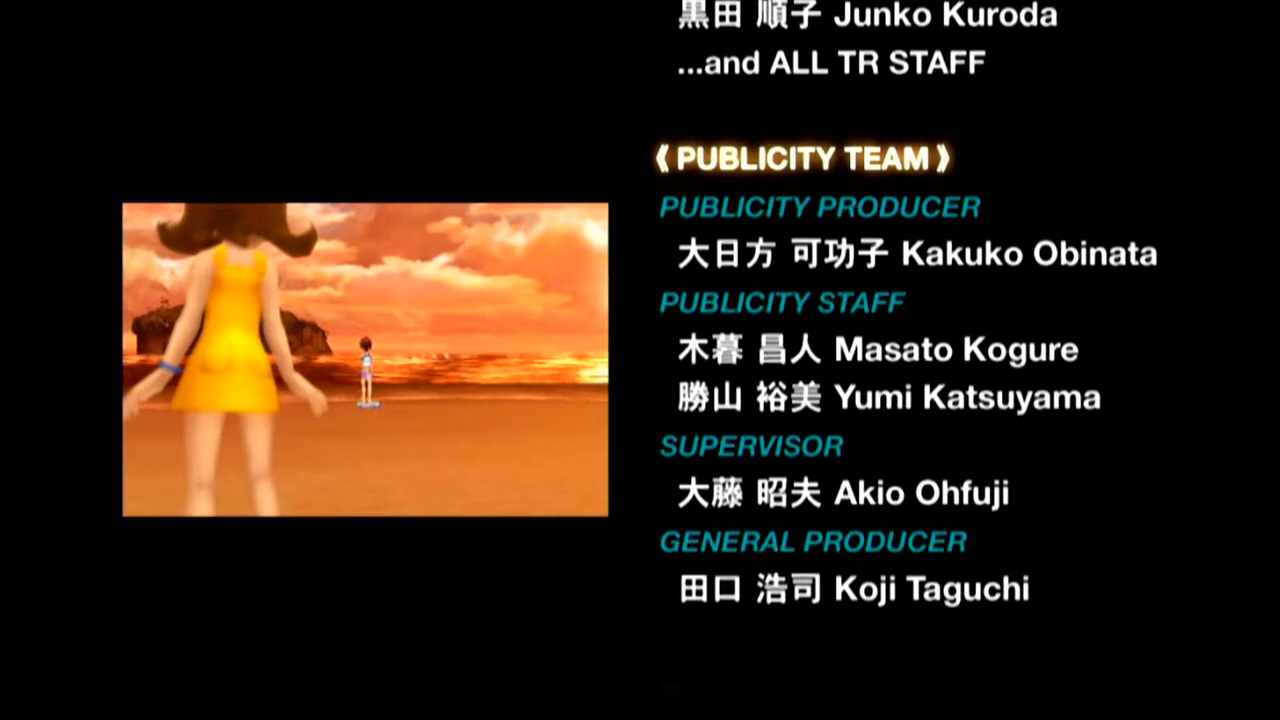 黒田 順子 Junko Kuroda
...and ALL TR STAFF
《 PUBLICITY TEAM 》
PUBLICITY PRODUCER
大日方 可功子 Kakuko Obinata
PUBLICITY STAFF
木暮 昌人 Masato Kogure
勝山 裕美 Yumi Katsuyama
SUPERVISOR
大藤 昭夫 Akio Ohfuji
GENERAL PRODUCER
田口 浩司 Koji Taguchi